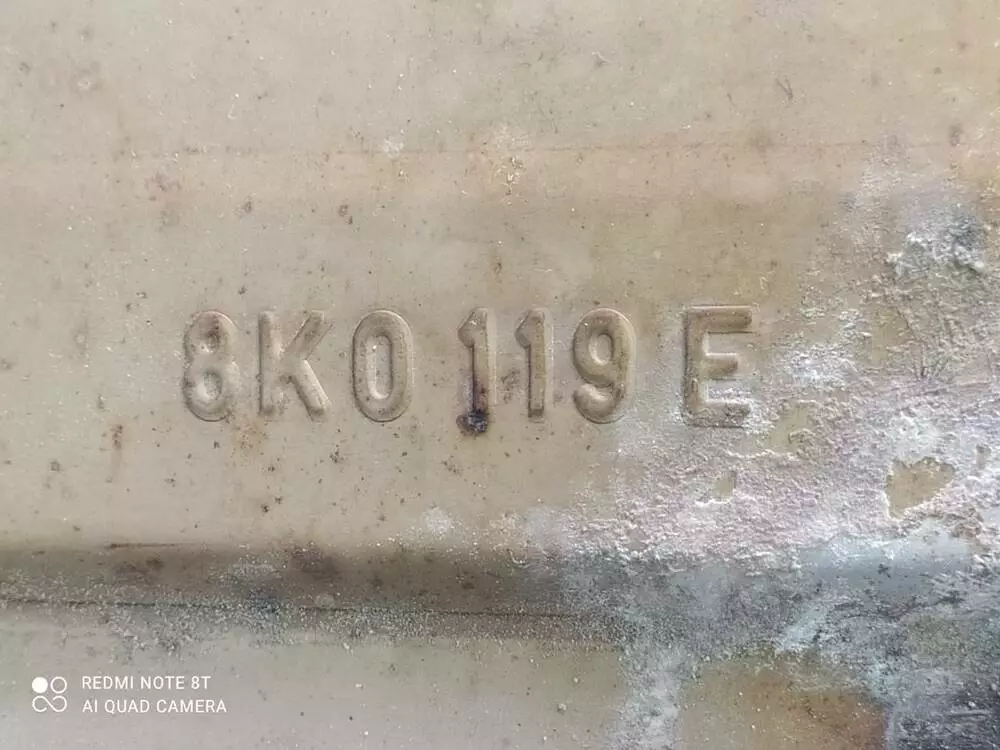 8K0 119 E
REDMI NOTE 8T
AI QUAD CAMERA